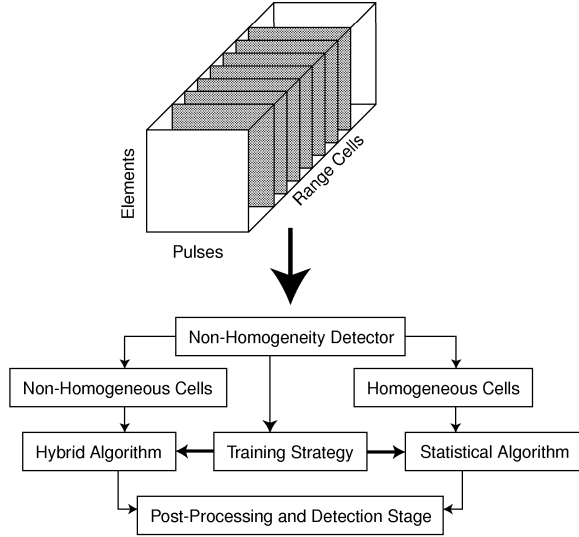 Elements
Range Cells
Pulses
Non-Homogeneity Detector
Non-Homogeneous Cells
Homogeneous Cells
Hybrid Algorithm
Training Strategy
Statistical Algorithm
Post-Processing and Detection Stage